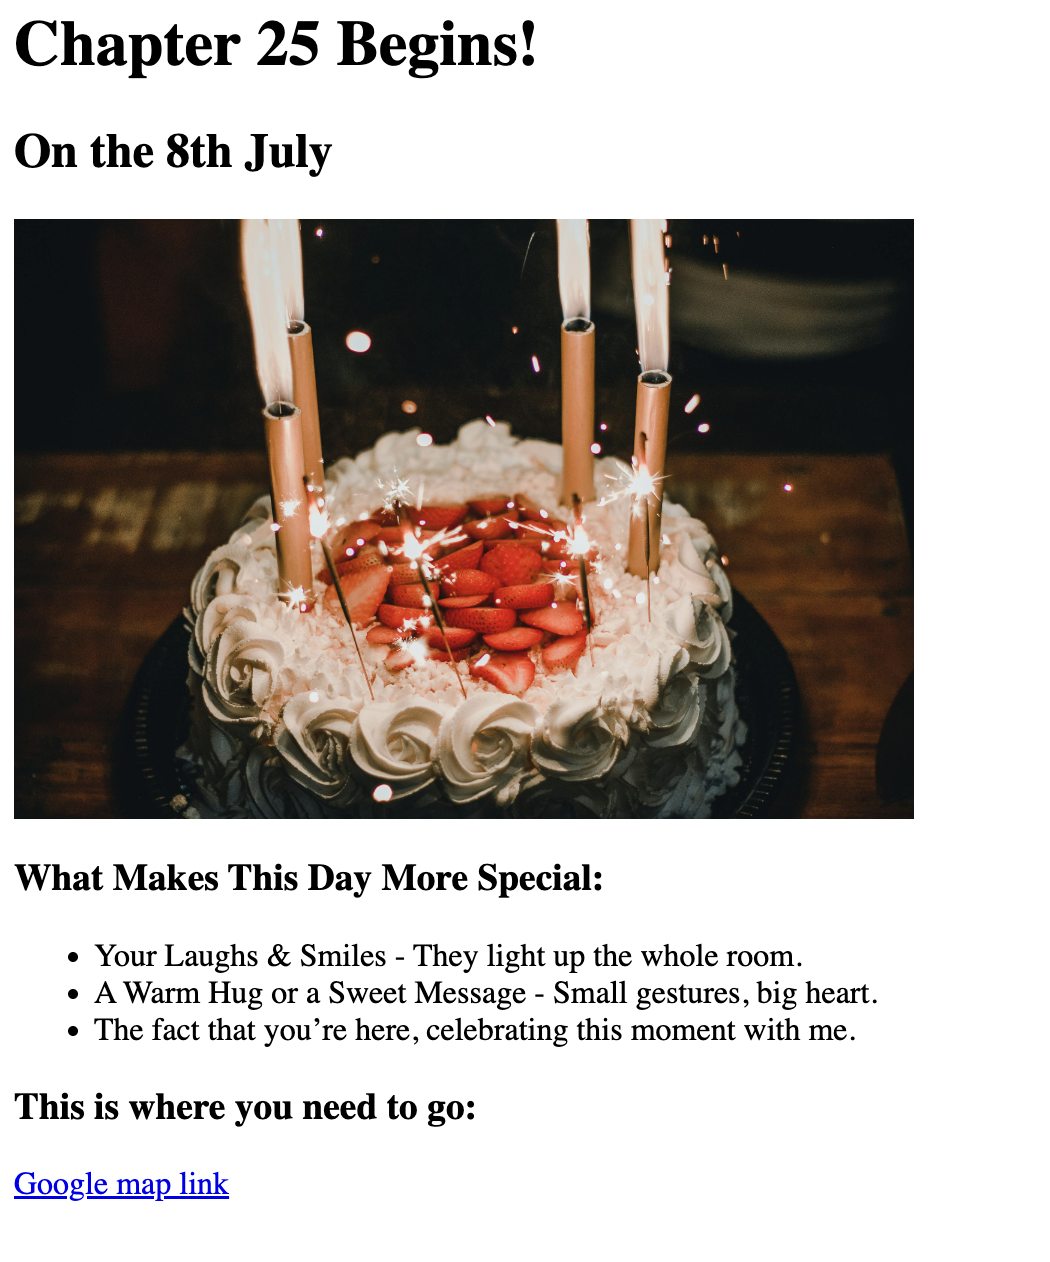 Chapter 25 Begins!
On the 8th July
What Makes This Day More Special:
• Your Laughs & Smiles - They light up the whole room.
• A Warm Hug or a Sweet Message - Small gestures, big heart.
• The fact that you’re here, celebrating this moment with me.
This is where you need to go:
Google map link